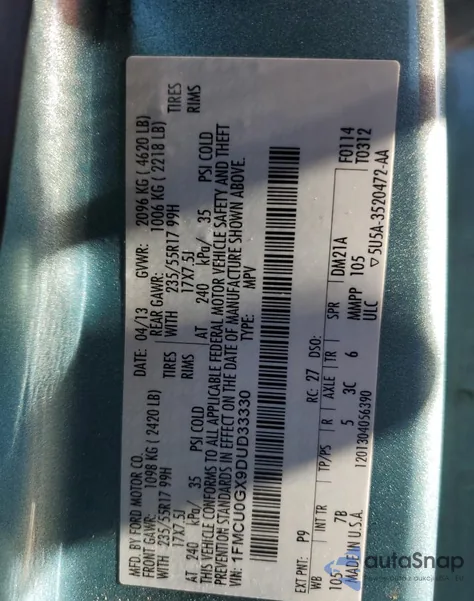 MFD. BY FORD MOTOR CO.
DATE: 04/13 GVWR: 2096 KG ( 4620 LB)
FRONT GAWR: 1098 KG ( 2420 LB) REAR GAWR: 1006 KG ( 2218 LB)
WITH 235/55R17 99H TIRES WITH 235/55R17 99H TIRES
17X7.5J RIMS 17X7.5J RIMS
AT 240 kPa/ 35 PSI COLD AT 240 kPa/ 35 PSI COLD
THIS VEHICLE CONFORMS TO ALL APPLICABLE FEDERAL MOTOR VEHICLE SAFETY AND THEFT
PREVENTION STANDARDS IN EFFECT ON THE DATE OF MANUFACTURE SHOWN ABOVE.
VIN: 1FMCU0GX9DUD33330 TYPE: MPV
F0114
T0312
EXT PNT: P9 RC: 27 DSO:
WB INT TR TP/PS R AXLE TR SPR DM21A
105 7B 5 3C 6 MMPP 105
MADE IN U.S.A. 1201304056390 ULC ▽5U5A-3520472-AA
autoSnap